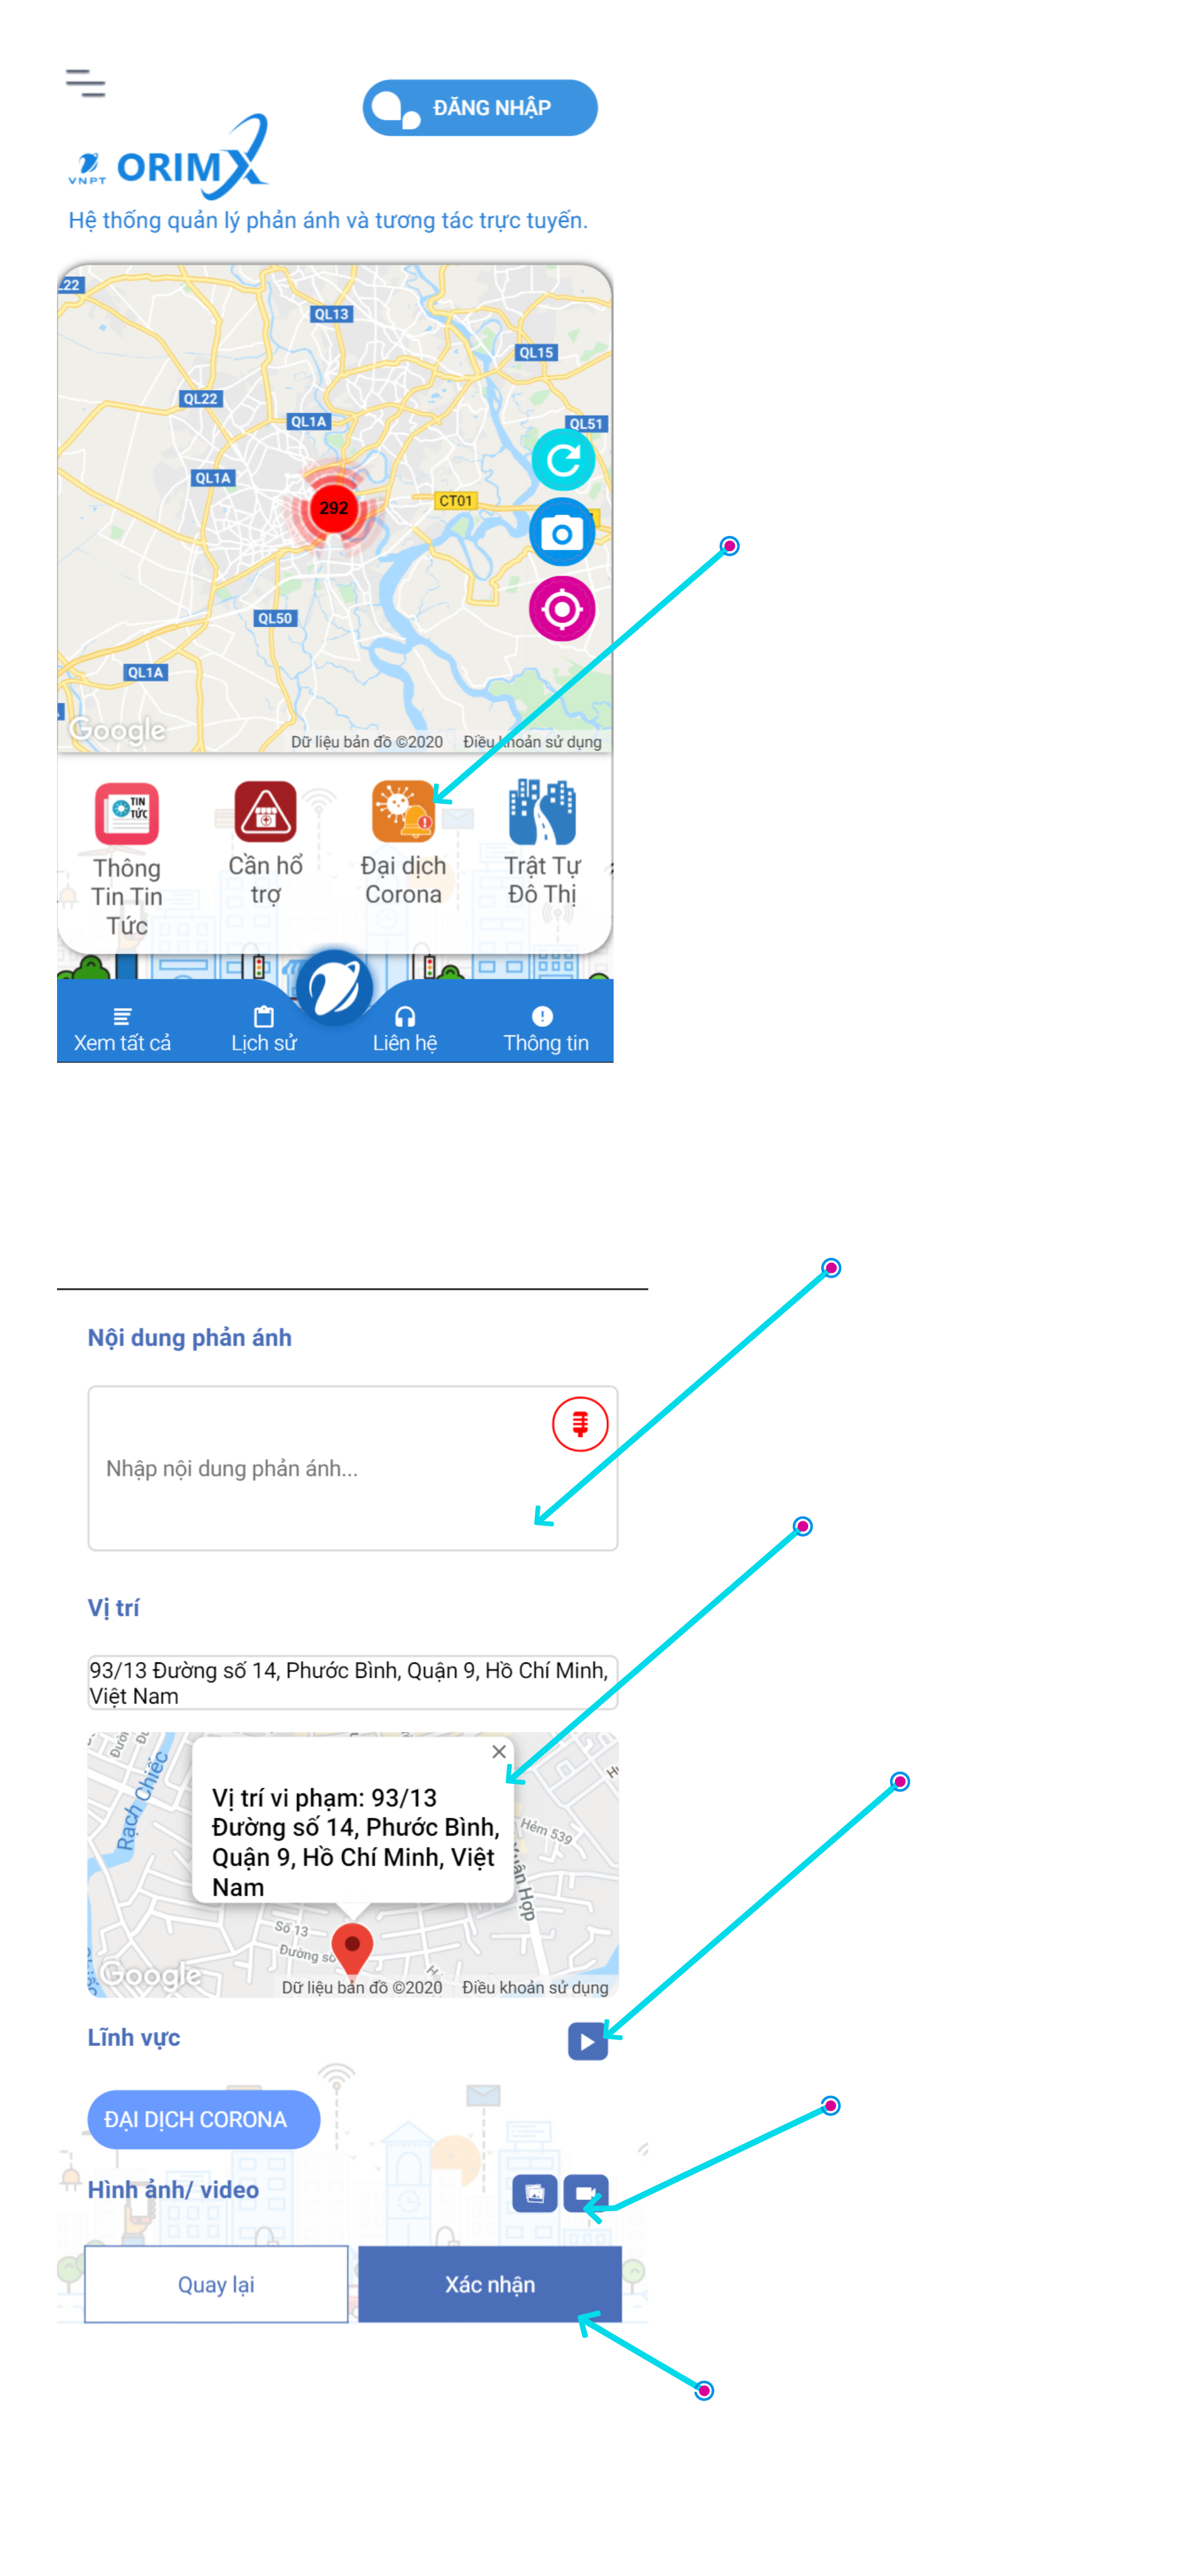 ĐĂNG NHẬP
VNPT ORIMX
Hệ thống quản lý phản ánh và tương tác trực tuyến.
QL13
QL15
QL22
QL1A
QL51
QL1A
CT01
292
QL50
QL1A
Google
Dữ liệu bản đồ ©2020 Điều khoản sử dụng
TIN
TỨC
Thông
Tin Tin
Tức
Cần hổ
trợ
Đại dịch
Corona
Trật Tự
Đô Thị
Xem tất cả
Lịch sử
Liên hệ
Thông tin
Nội dung phản ánh
Nhập nội dung phản ánh...
Vị trí
93/13 Đường số 14, Phước Bình, Quận 9, Hồ Chí Minh,
Việt Nam
Rạch Chiếc
Vị trí vi phạm: 93/13
Đường số 14, Phước Bình,
Quận 9, Hồ Chí Minh, Việt
Nam
Hẻm 539
Hợp
Số 13
Đường số
Google
Dữ liệu bản đồ ©2020 Điều khoản sử dụng
Lĩnh vực
ĐẠI DỊCH CORONA
Hình ảnh/ video
Quay lại
Xác nhận